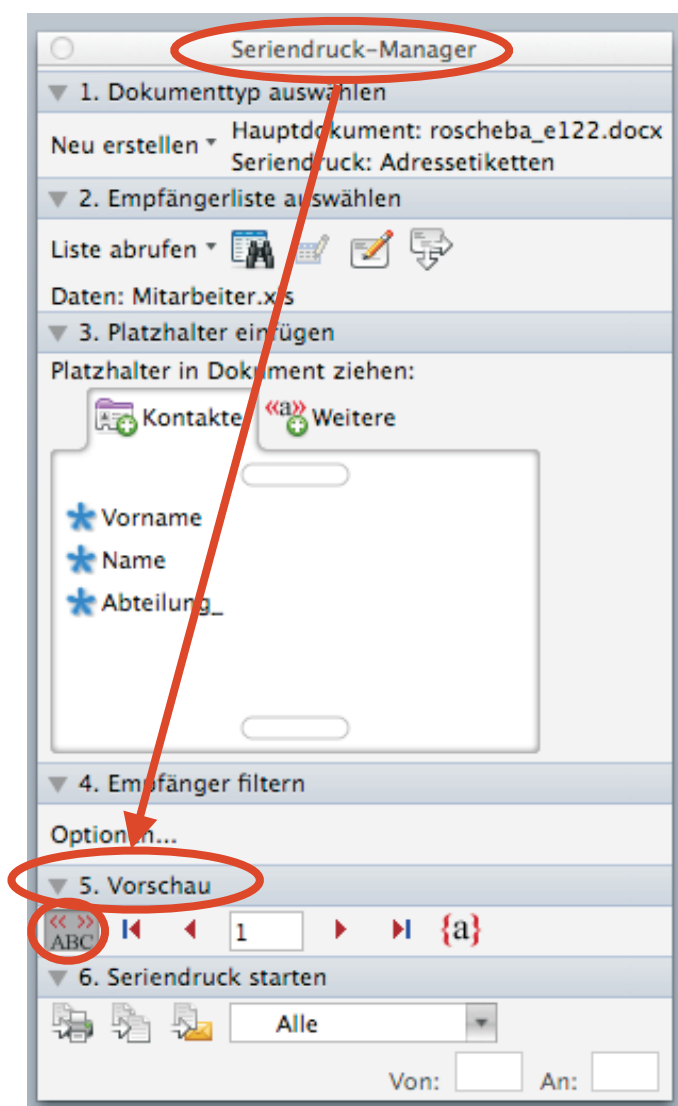 Seriendruck-Manager
1. Dokumenttyp auswählen
Neu erstellen
Hauptdokument: roscheba_e122.docx
Seriendruck: Adressetiketten
2. Empfängerliste auswählen
Liste abrufen
Daten: Mitarbeiter.xls
3. Platzhalter einfügen
Platzhalter in Dokument ziehen:
Kontakte «a» Weitere
Vorname
Name
Abteilung_
4. Empfänger filtern
Optionen...
5. Vorschau
« »
ABC 1 {a}
6. Seriendruck starten
Alle
Von: An: